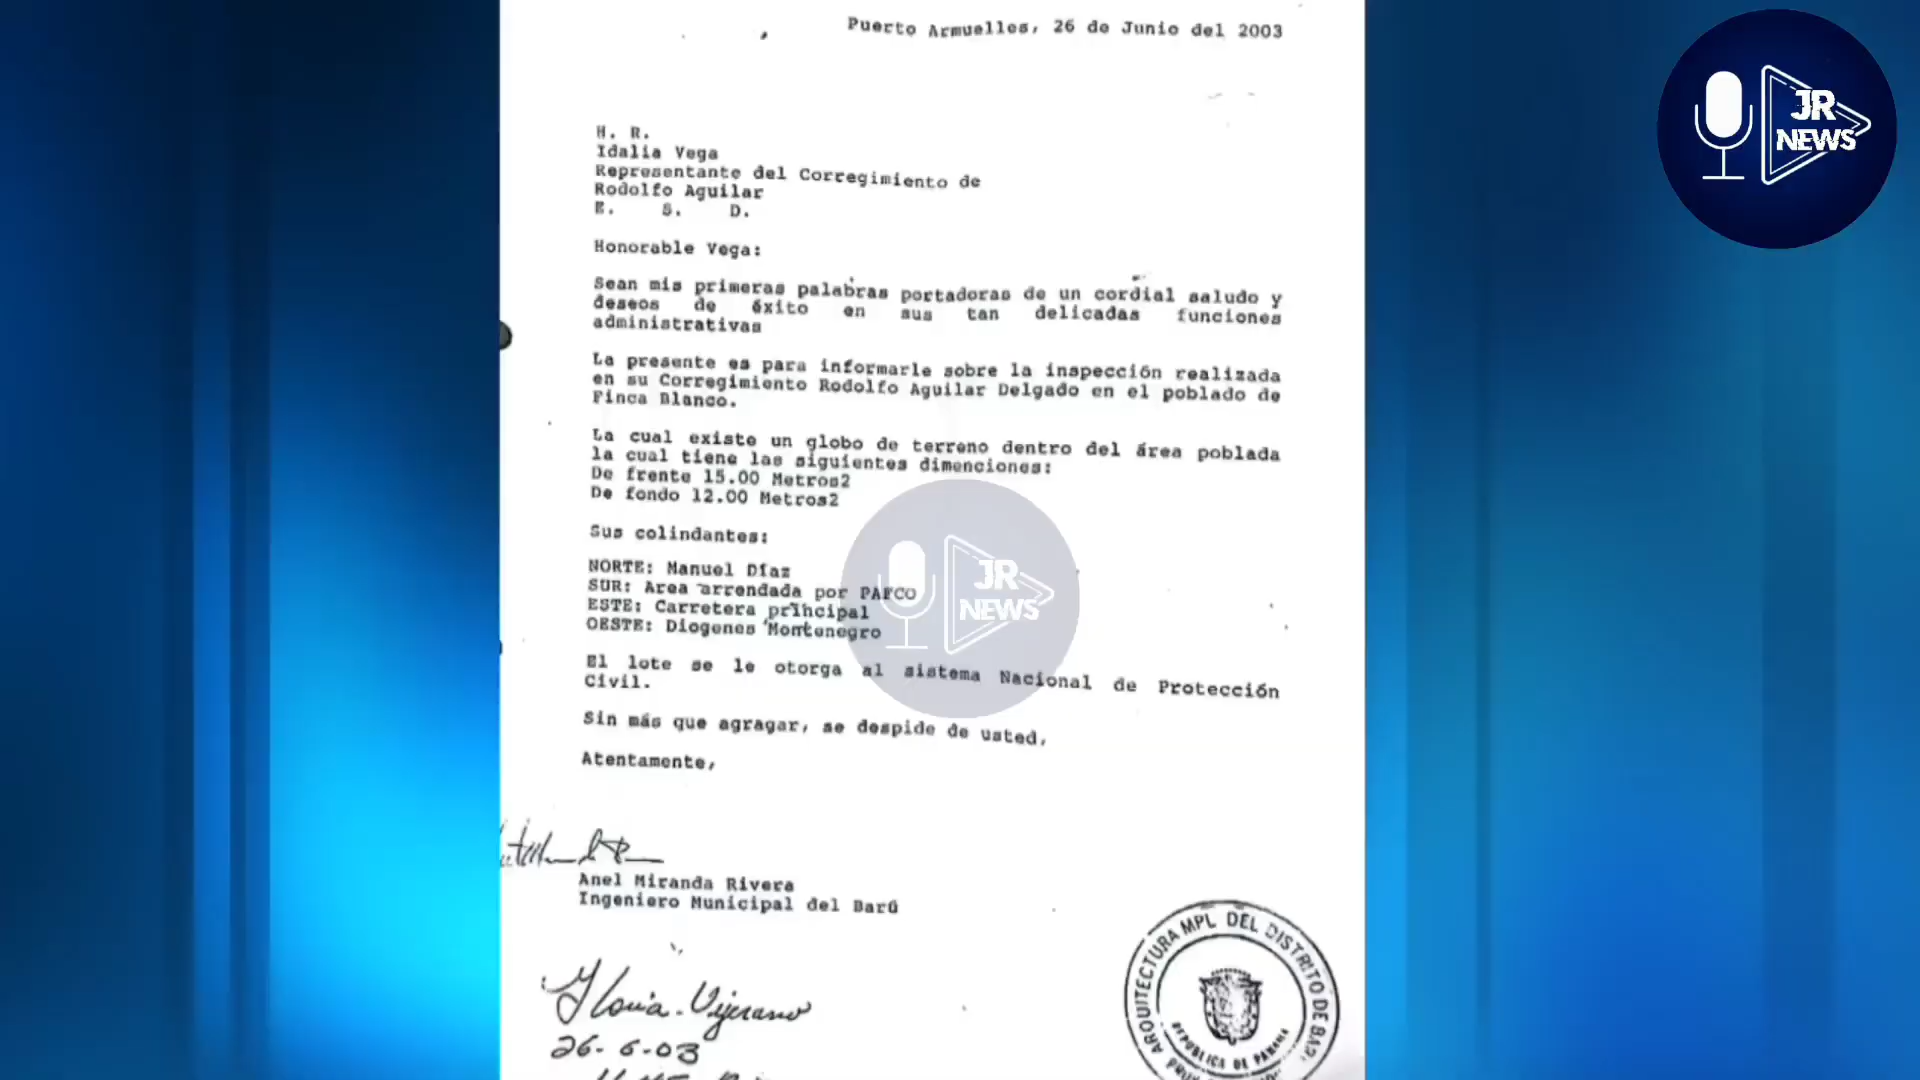 Puerto Armuelles, 26 de Junio del 2003
JR
NEWS
H. R.
Idalia Vega
Representante del Corregimiento de
Rodolfo Aguilar
E. S. D.
Honorable Vega:
Sean mis primeras palabras portadoras de un cordial saludo y
deseos de éxito en sus tan delicadas funciones
administrativas
La presente es para informarle sobre la inspección realizada
en su Corregimiento Rodolfo Aguilar Delgado en el poblado de
Finca Blanco.
La cual existe un globo de terreno dentro del área poblada
la cual tiene las siguientes dimenciones:
De frente 15.00 Metros2
De fondo 12.00 Metros2
Sus colindantes:
NORTE: Manuel Díaz
SUR: Area arrendada por PAFCO
ESTE: Carretera principal
OESTE: Diogenes Montenegro
JR
NEWS
El lote se le otorga al sistema Nacional de Protección
Civil.
Sin más que agragar, se despide de usted,
Atentamente,
Anel Miranda Rivera
Ingeniero Municipal del Barú
Gloria Vijerano
26-6-03
ARQUITECTURA MPL DEL DISTRITO DE
REPUBLICA DE PANAMA